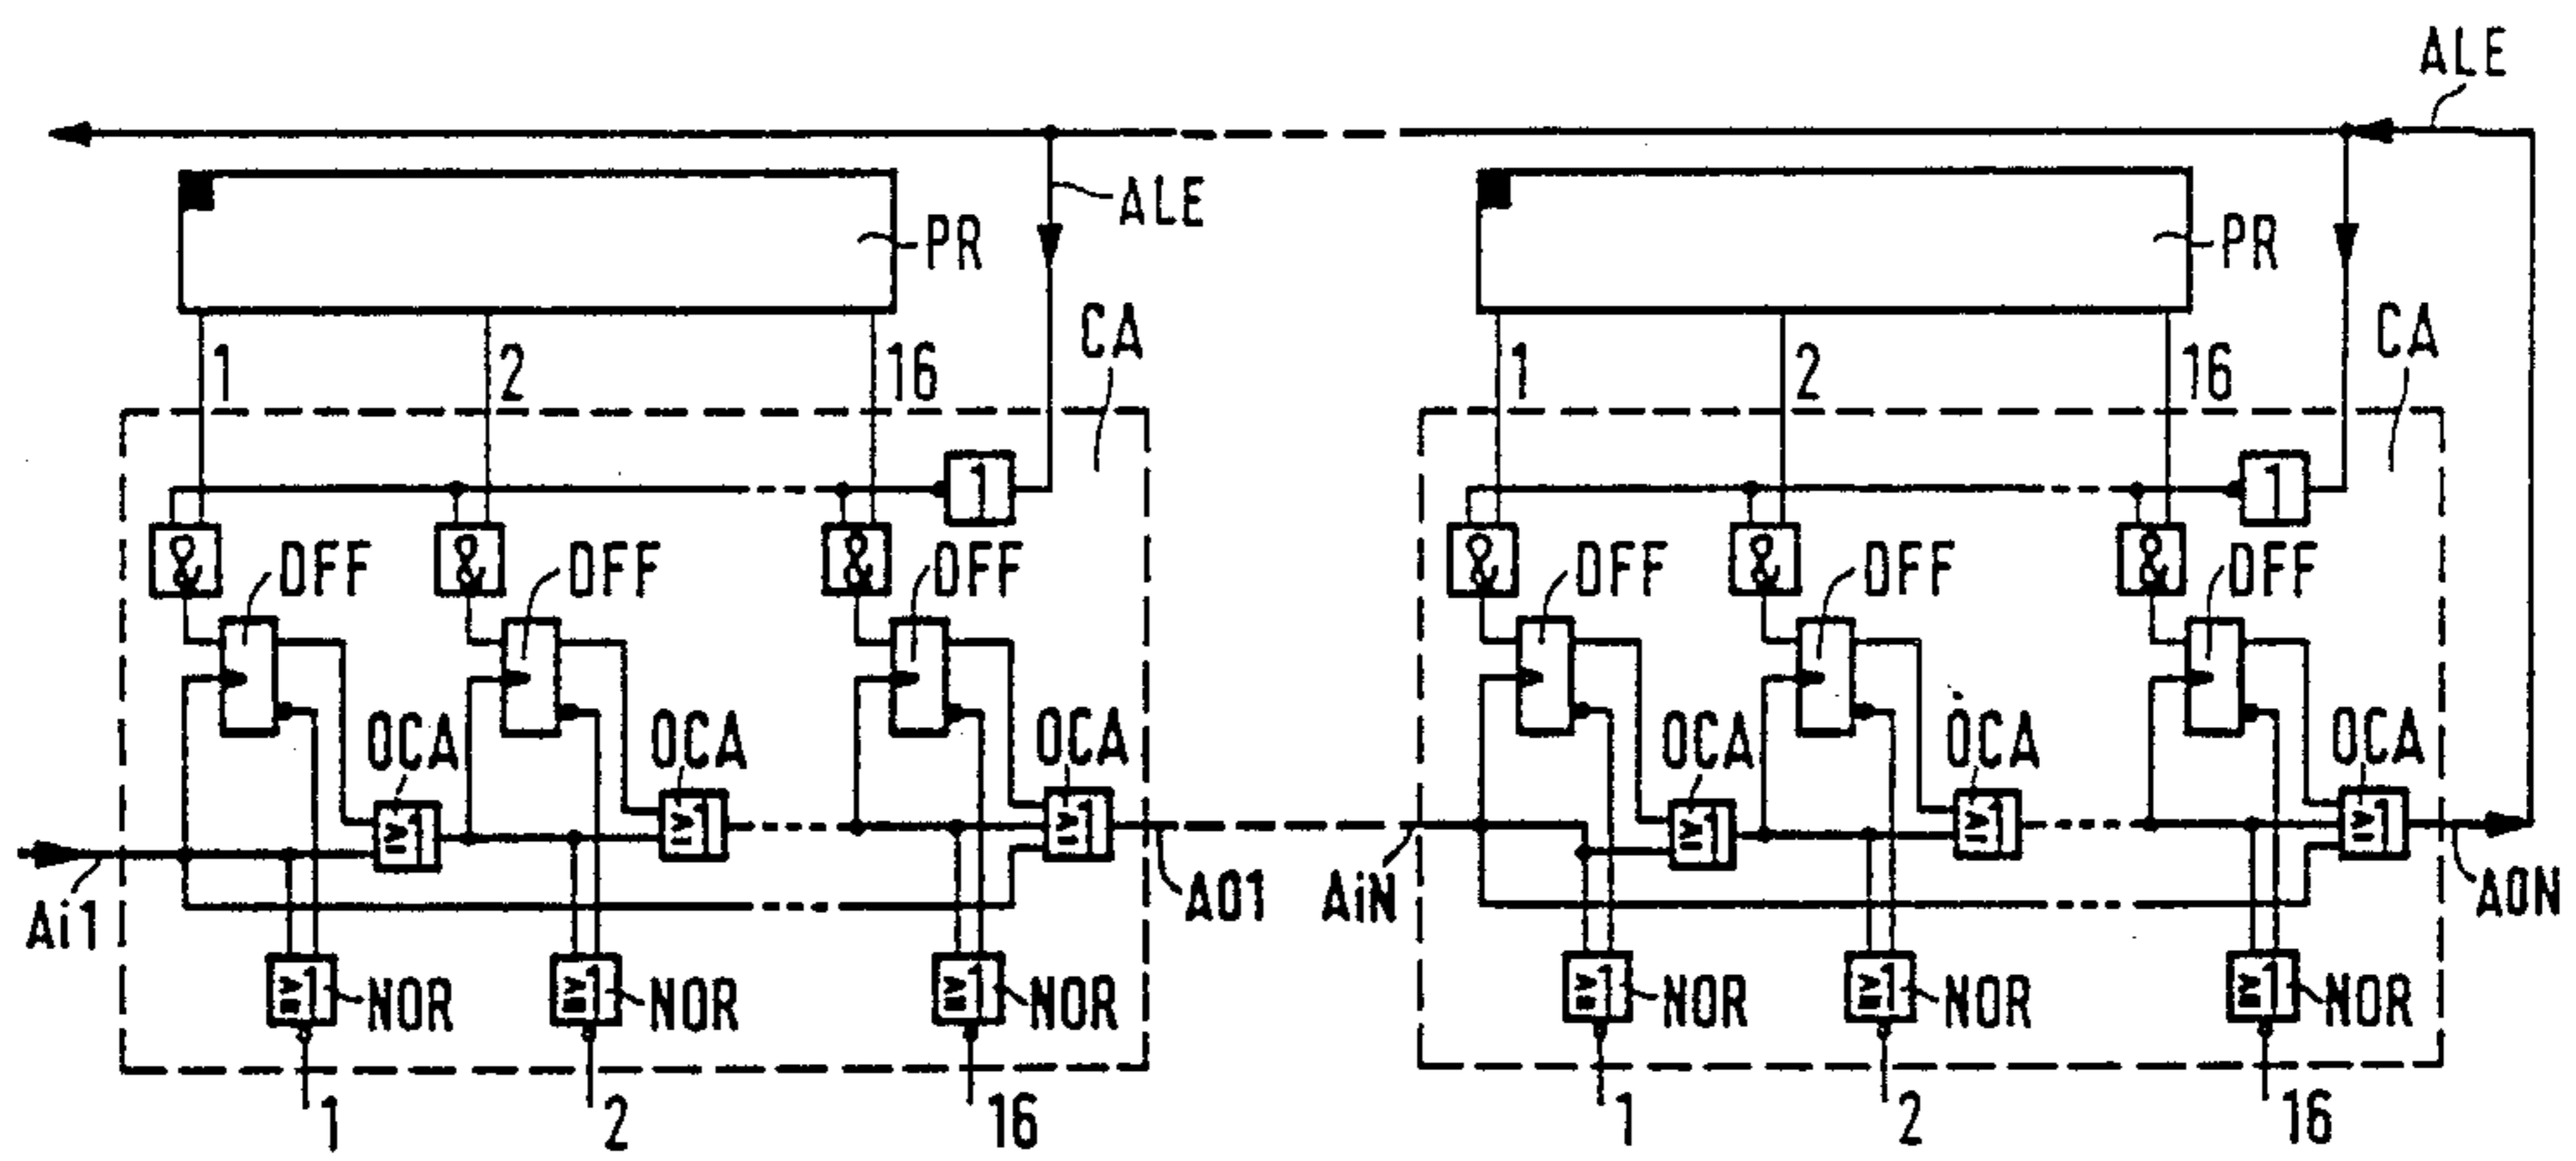 ALE
ALE
PR
PR
1 2 16 CA
1 2 16 CA
1
1
& DFF & DFF & DFF
& DFF & DFF & DFF
OCA OCA OCA
OCA OCA OCA
≥1 ≥1 ≥1
≥1 ≥1 ≥1
Ai1 A01 AiN A0N
≥1 NOR ≥1 NOR ≥1 NOR
≥1 NOR ≥1 NOR ≥1 NOR
1 2 16
1 2 16